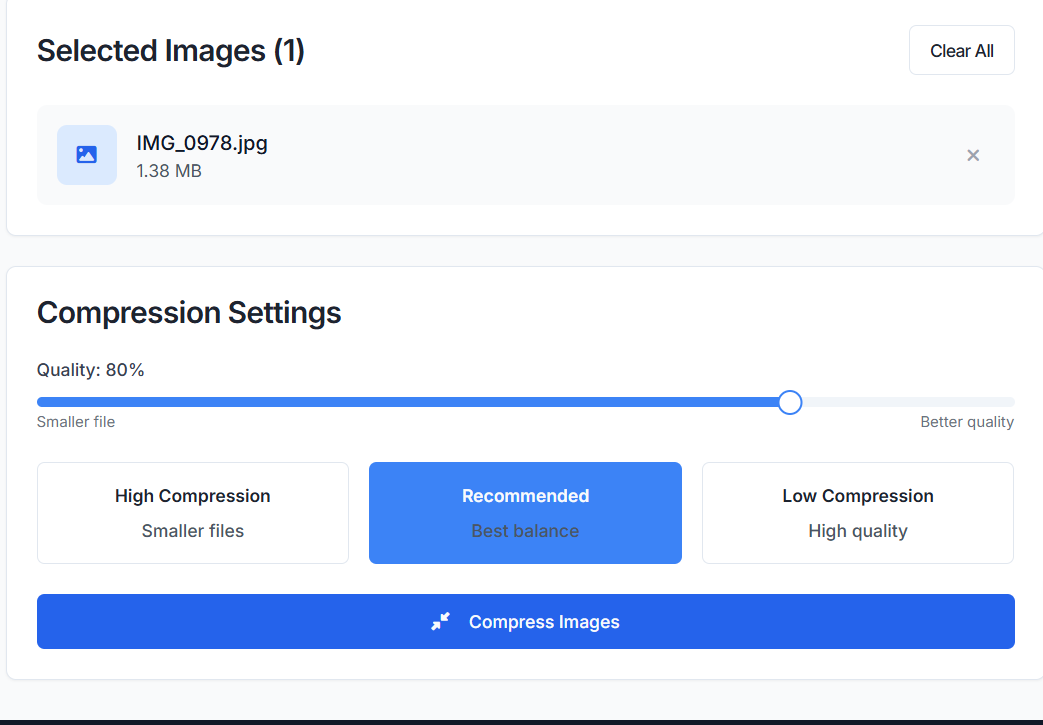 Selected Images (1)
Clear All
IMG_0978.jpg
1.38 MB
Compression Settings
Quality: 80%
Smaller file
Better quality
High Compression
Smaller files
Recommended
Best balance
Low Compression
High quality
Compress Images